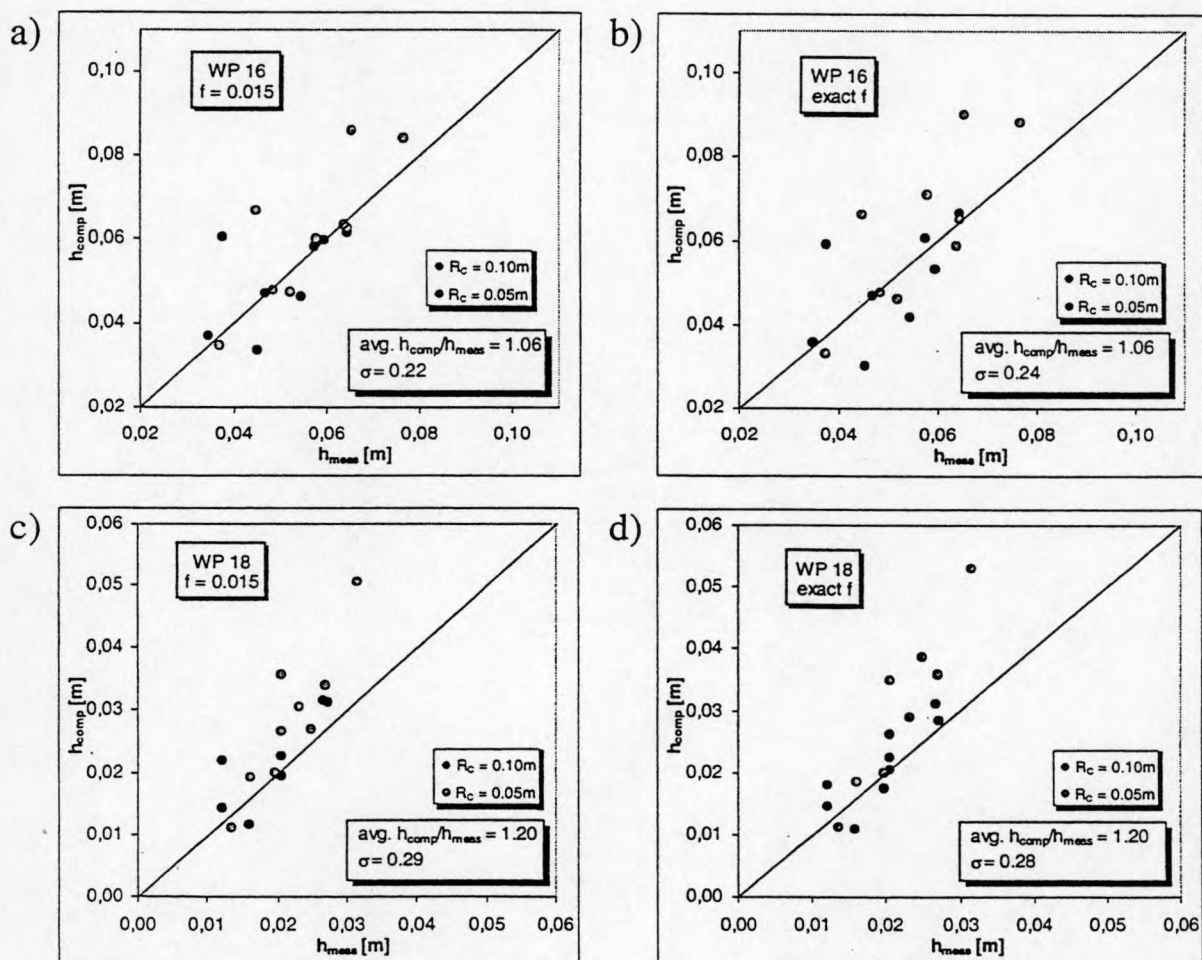 a)
WP 16
f = 0.015
0,10
0,08
0,06
0,04
0,02
h_comp [m]
R_C = 0.10m
R_C = 0.05m
avg. h_comp/h_meas = 1.06
σ = 0.22
0,02 0,04 0,06 0,08 0,10
h_meas [m]
b)
WP 16
exact f
0,10
0,08
0,06
0,04
0,02
h_comp [m]
R_C = 0.10m
R_C = 0.05m
avg. h_comp/h_meas = 1.06
σ = 0.24
0,02 0,04 0,06 0,08 0,10
h_meas [m]
c)
WP 18
f = 0.015
0,06
0,05
0,04
0,03
0,02
0,01
0,00
h_comp [m]
R_C = 0.10m
R_C = 0.05m
avg. h_comp/h_meas = 1.20
σ = 0.29
0,00 0,01 0,02 0,03 0,04 0,05 0,06
h_meas [m]
d)
WP 18
exact f
0,06
0,05
0,04
0,03
0,02
0,01
0,00
h_comp [m]
R_C = 0.10m
R_C = 0.05m
avg. h_comp/h_meas = 1.20
σ = 0.28
0,00 0,01 0,02 0,03 0,04 0,05 0,06
h_meas [m]